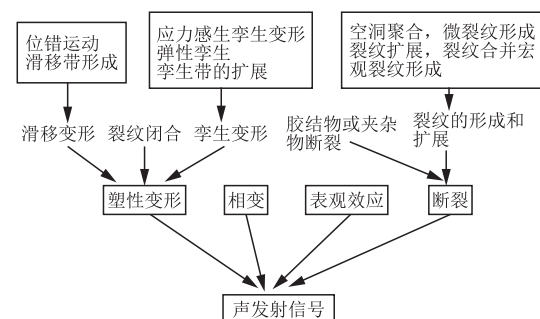 位错运动
滑移带形成
应力感生孪生变形
弹性孪生
孪生带的扩展
空洞聚合，微裂纹形成
裂纹扩展，裂纹合并宏
观裂纹形成
滑移变形
裂纹闭合
孪生变形
胶结物或夹杂
物断裂
裂纹的形成和
扩展
塑性变形
相变
表观效应
断裂
声发射信号